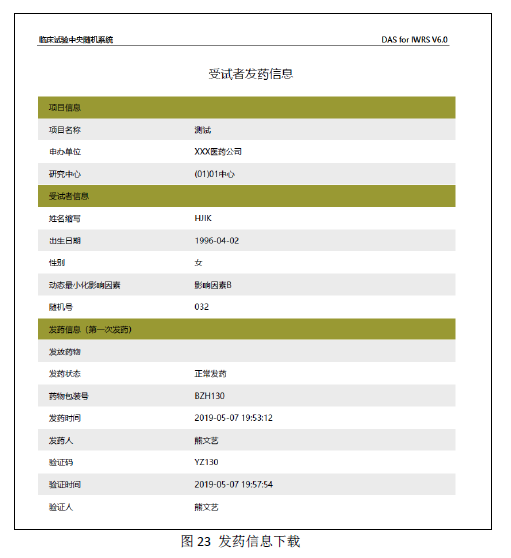 临床试验中央随机系统 DAS for IWRS V6.0
受试者发药信息
项目信息
项目名称 测试
申办单位 XXX医药公司
研究中心 (01)01中心
受试者信息
姓名缩写 HJIK
出生日期 1996-04-02
性别 女
动态最小化影响因素 影响因素B
随机号 032
发药信息（第一次发药）
发放药物
发药状态 正常发药
药物包装号 BZH130
发药时间 2019-05-07 19:53:12
发药人 熊文艺
验证码 YZ130
验证时间 2019-05-07 19:57:54
验证人 熊文艺
图 23 发药信息下载